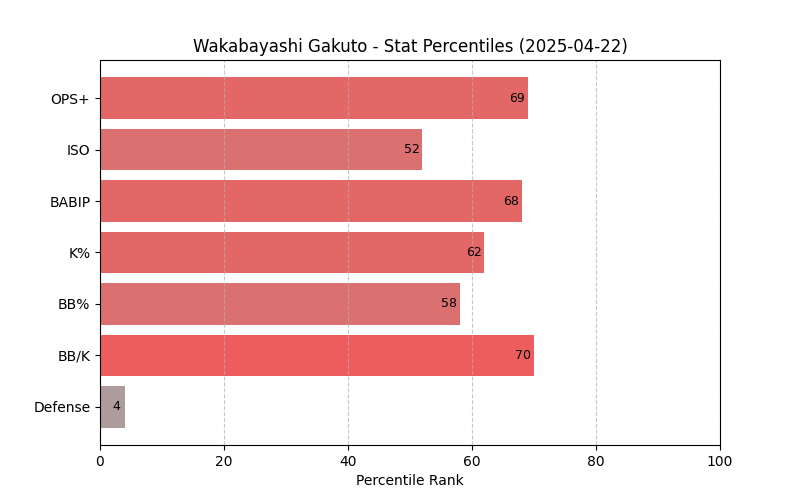 Wakabayashi Gakuto - Stat Percentiles (2025-04-22)
OPS+ 69
ISO 52
BABIP 68
K% 62
BB% 58
BB/K 70
Defense 4
0 20 40 60 80 100
Percentile Rank